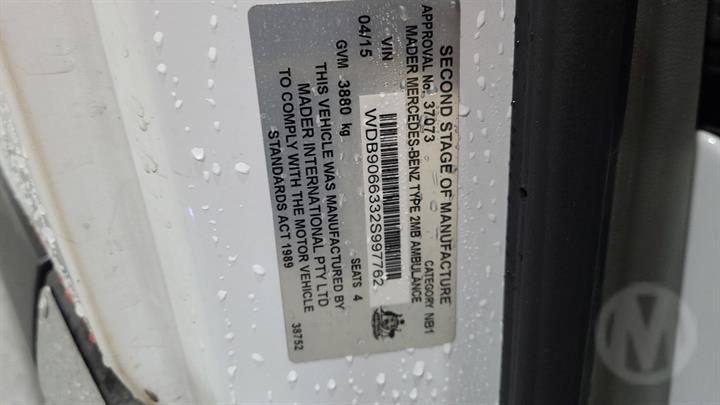 SECOND STAGE OF MANUFACTURE
APPROVAL No. 37073 CATEGORY NB1
MADER MERCEDES-BENZ TYPE 2MB AMBULANCE
VIN
WDB9066332S997762
04/15
GVM 3880 kg SEATS 4
THIS VEHICLE WAS MANUFACTURED BY
MADER INTERNATIONAL PTY LTD
TO COMPLY WITH THE MOTOR VEHICLE
STANDARDS ACT 1989
38752
M